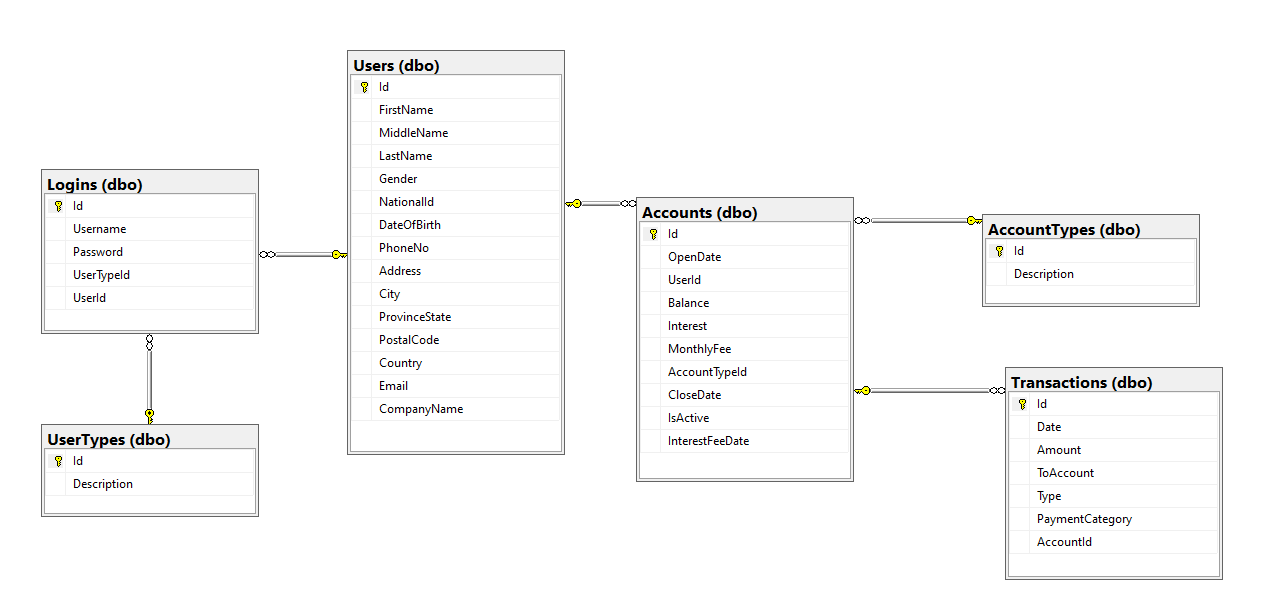 Users (dbo)
Id
FirstName
MiddleName
LastName
Gender
NationalId
DateOfBirth
PhoneNo
Address
City
ProvinceState
PostalCode
Country
Email
CompanyName
Logins (dbo)
Id
Username
Password
UserTypeId
UserId
UserTypes (dbo)
Id
Description
Accounts (dbo)
Id
OpenDate
UserId
Balance
Interest
MonthlyFee
AccountTypeId
CloseDate
IsActive
InterestFeeDate
AccountTypes (dbo)
Id
Description
Transactions (dbo)
Id
Date
Amount
ToAccount
Type
PaymentCategory
AccountId